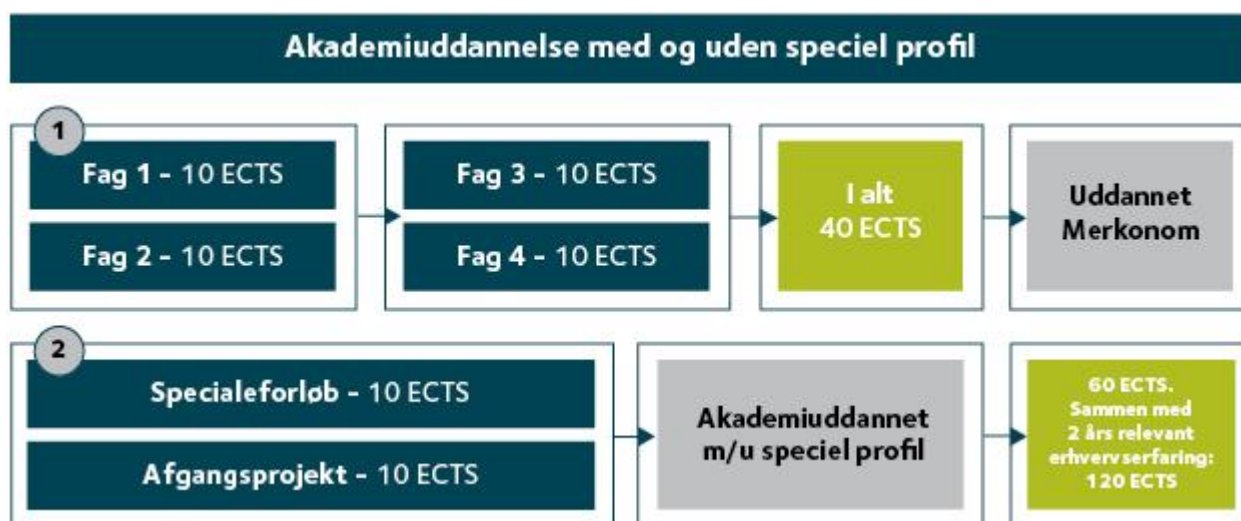 Akademiuddannelse med og uden speciel profil
1
Fag 1 - 10 ECTS
Fag 2 - 10 ECTS
Fag 3 - 10 ECTS
Fag 4 - 10 ECTS
I alt
40 ECTS
Uddannet
Merkonom
2
Specialeforløb - 10 ECTS
Afgangsprojekt - 10 ECTS
Akademiuddannet
m/u speciel profil
60 ECTS.
Sammen med
2 års relevant
erhvervserfaring:
120 ECTS